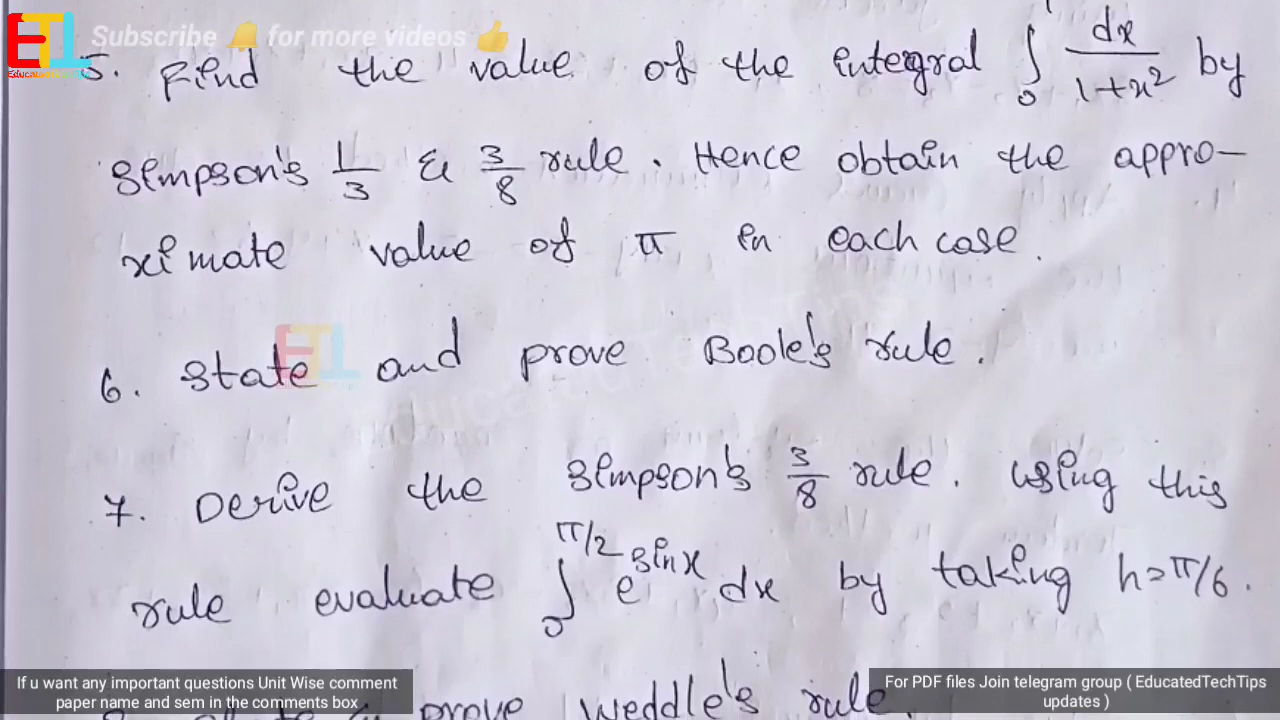 Subscribe 🔔 for more videos 👍
ETL
5. Find the value of the integral ∫₀¹ dx/(1+x²) by
Simpson's 1/3 & 3/8 rule. Hence obtain the appro-
ximate value of π in each case.
6. State and prove Boole's rule.
7. Derive the Simpson's 3/8 rule. Using this
rule evaluate ∫₀^(π/2) e^(sinx) dx by taking h=π/6.
prove Weddle's rule.
If u want any important questions Unit Wise comment
paper name and sem in the comments box
For PDF files Join telegram group ( EducatedTechTips
updates )